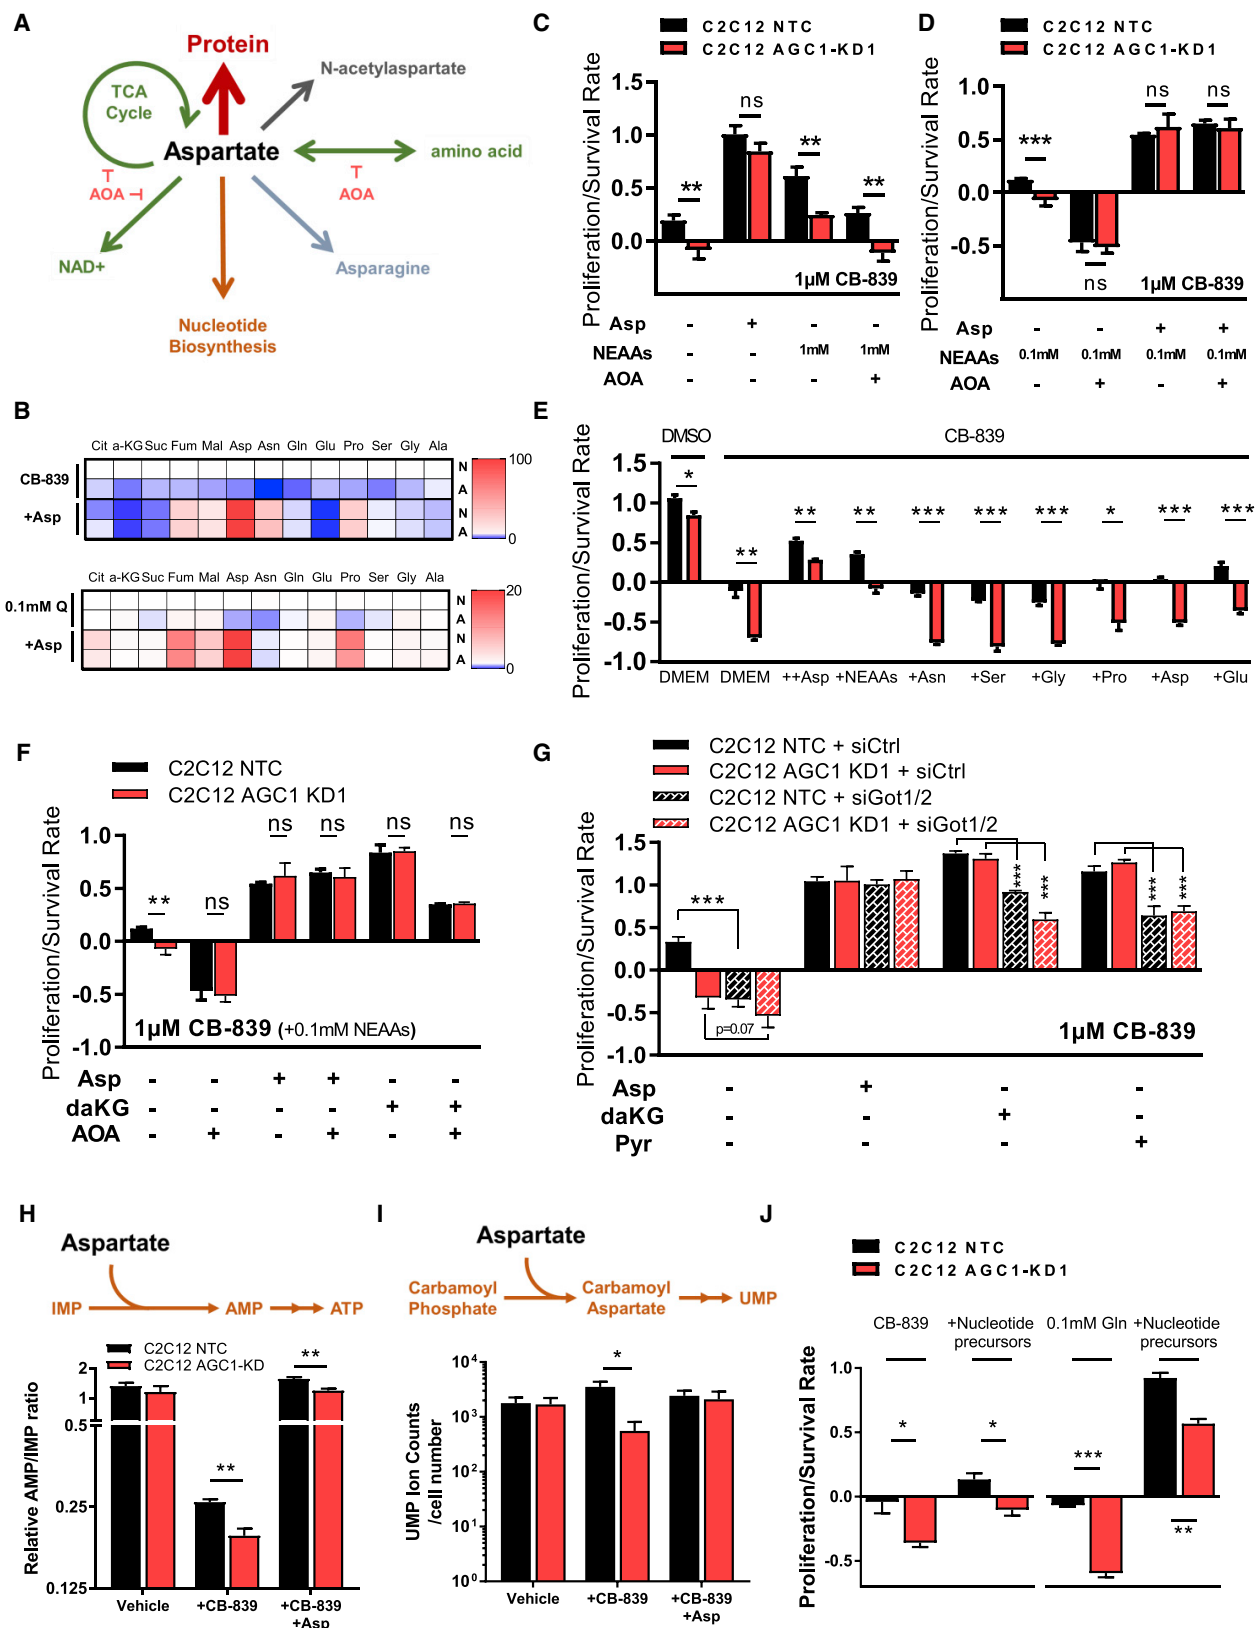 A
Protein
N-acetylaspartate
TCA
Cycle
Aspartate
amino acid
AOA
AOA
NAD+
Asparagine
Nucleotide
Biosynthesis
B
Cit a-KG Suc Fum Mal Asp Asn Gln Glu Pro Ser Gly Ala
CB-839
+Asp
N
A
N
A
100
0
Cit a-KG Suc Fum Mal Asp Asn Gln Glu Pro Ser Gly Ala
0.1mM Q
+Asp
N
A
N
A
20
0
C
C2C12 NTC
C2C12 AGC1-KD1
Proliferation/Survival Rate
1.5
1.0
0.5
0.0
** ns ** **
1µM CB-839
Asp - + - -
NEAAs - - 1mM 1mM
AOA - - - +
D
C2C12 NTC
C2C12 AGC1-KD1
Proliferation/Survival Rate
1.0
0.5
0.0
-0.5
*** ns ns ns
1µM CB-839
Asp - - + +
NEAAs 0.1mM 0.1mM 0.1mM 0.1mM
AOA - + - +
E
DMSO CB-839
Proliferation/Survival Rate
1.5
1.0
0.5
0.0
-0.5
-1.0
* ** ** ** *** *** *** * *** ***
DMEM DMEM ++Asp +NEAAs +Asn +Ser +Gly +Pro +Asp +Glu
F
C2C12 NTC
C2C12 AGC1 KD1
Proliferation/Survival Rate
1.0
0.5
0.0
-0.5
-1.0
** ns ns ns ns ns
1µM CB-839 (+0.1mM NEAAs)
Asp - - + + - -
daKG - - - - + +
AOA - + - + - +
G
C2C12 NTC + siCtrl
C2C12 AGC1 KD1 + siCtrl
C2C12 NTC + siGot1/2
C2C12 AGC1 KD1 + siGot1/2
Proliferation/Survival Rate
1.5
1.0
0.5
0.0
-0.5
-1.0
*** *** *** *** ***
p=0.07
1µM CB-839
Asp - + - -
daKG - - + -
Pyr - - - +
H
Aspartate
IMP AMP ATP
C2C12 NTC
C2C12 AGC1-KD
Relative AMP/IMP ratio
2
1
0.5
0.25
0.125
** **
Vehicle +CB-839 +CB-839
+Asp
I
Aspartate
Carbamoyl
Phosphate
Carbamoyl
Aspartate
UMP
UMP Ion Counts
/cell number
10⁴
10³
10²
10¹
10⁰
*
Vehicle +CB-839 +CB-839
+Asp
J
C2C12 NTC
C2C12 AGC1-KD1
CB-839 +Nucleotide
precursors
0.1mM Gln +Nucleotide
precursors
Proliferation/Survival Rate
1.0
0.5
0.0
-0.5
* * *** **